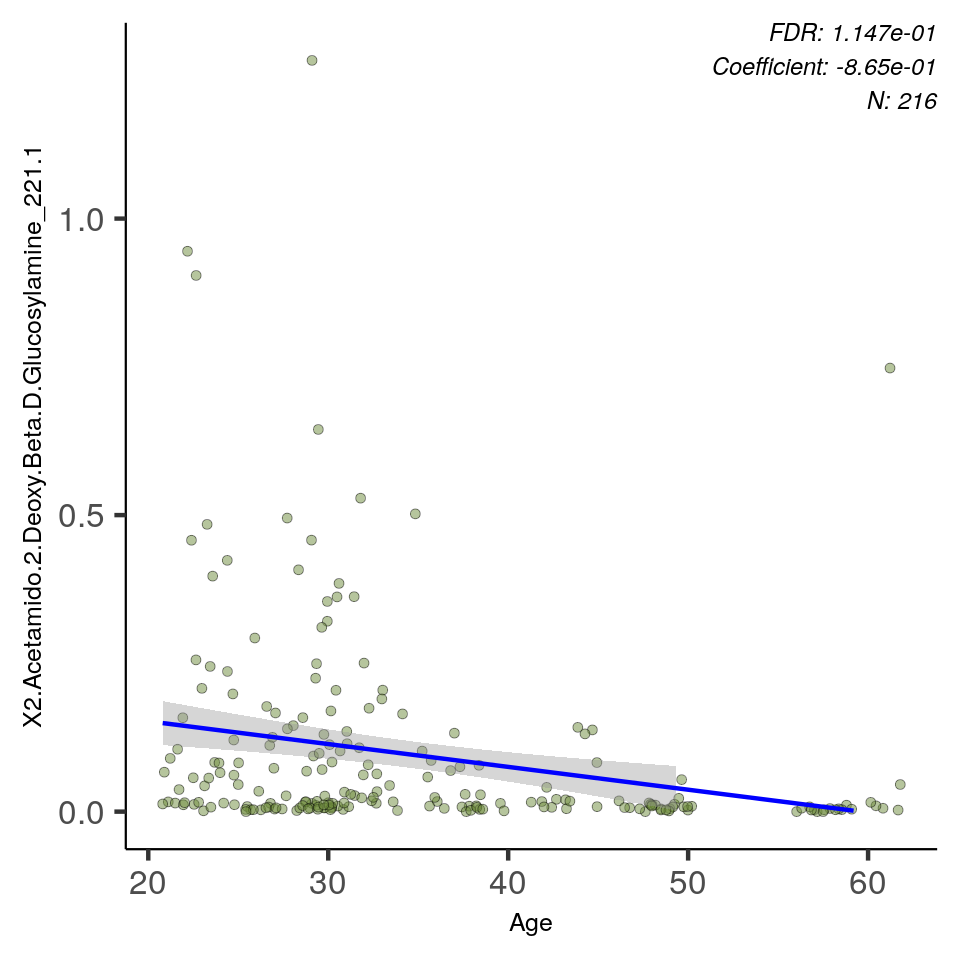 FDR: 1.147e-01
Coefficient: -8.65e-01
N: 216
X2.Acetamido.2.Deoxy.Beta.D.Glucosylamine_221.1
1.0
0.5
0.0
20 30 40 50 60
Age